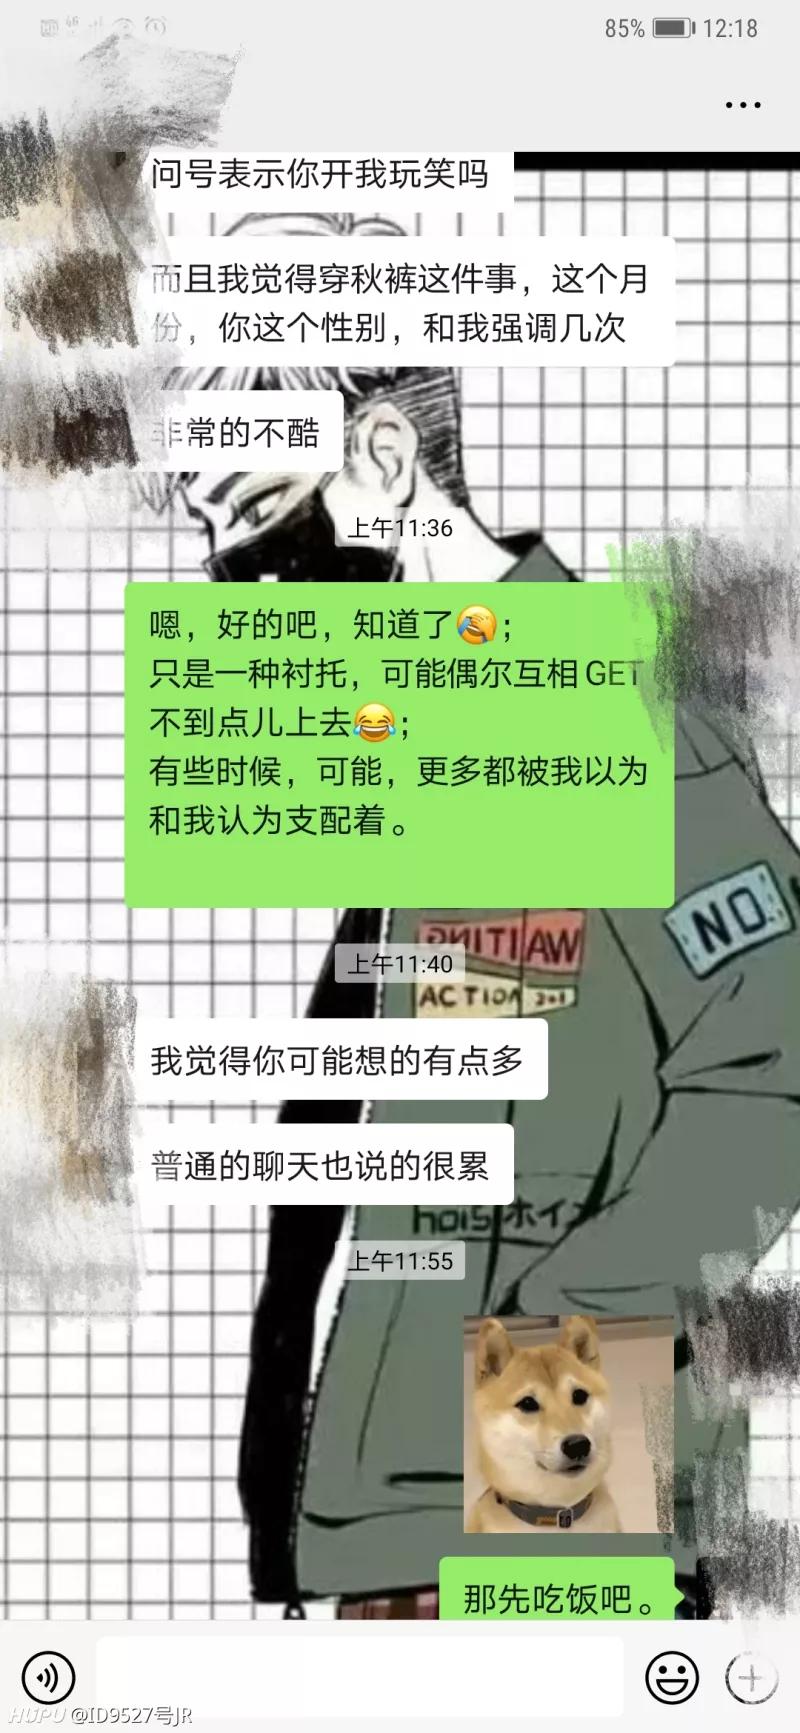 85% 12:18
问号表示你开我玩笑吗
而且我觉得穿秋裤这件事，这个月
份，你这个性别，和我强调几次
非常的不酷
上午11:36
嗯，好的吧，知道了🤦；
只是一种衬托，可能偶尔互相GET
不到点儿上去😂；
有些时候，可能，更多都被我以为
和我认为支配着。
NO.
WAITING
ACTION
上午11:40
我觉得你可能想的有点多
普通的聊天也说的很累
hois ホイン
上午11:55
那先吃饭吧。
HUPU @ID9527号JR